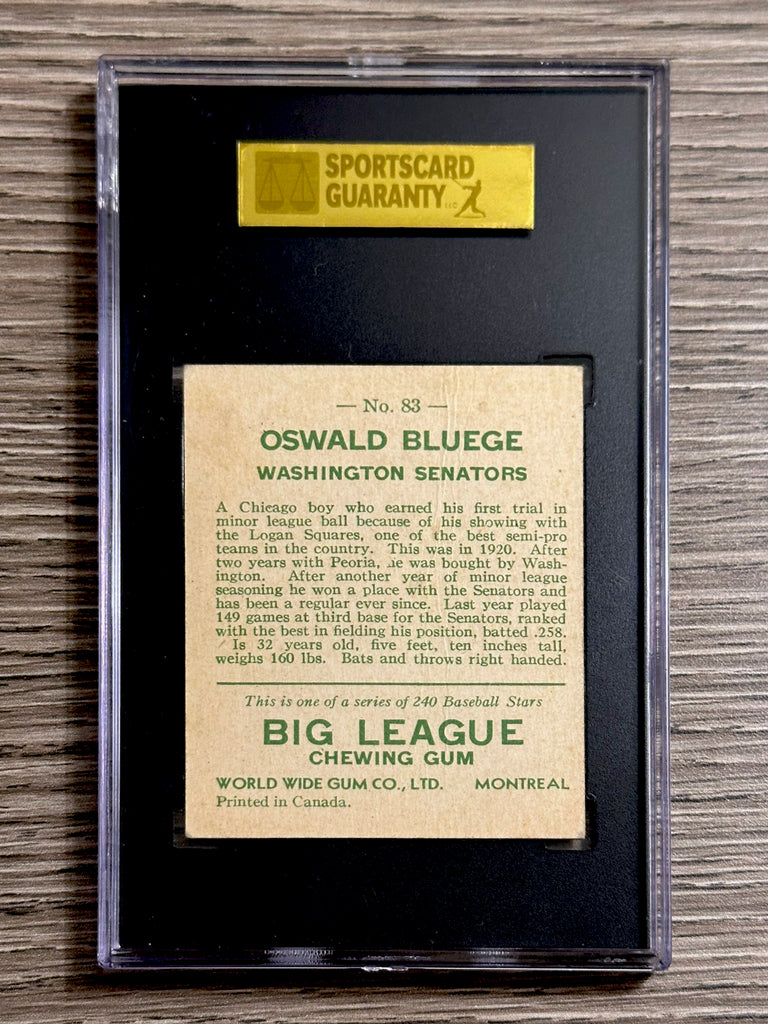 SPORTSCARD
GUARANTY LLC
— No. 83 —
OSWALD BLUEGE
WASHINGTON SENATORS
A Chicago boy who earned his first trial in
minor league ball because of his showing with
the Logan Squares, one of the best semi-pro
teams in the country. This was in 1920. After
two years with Peoria, he was bought by Wash-
ington. After another year of minor league
seasoning he won a place with the Senators and
has been a regular ever since. Last year played
149 games at third base for the Senators, ranked
with the best in fielding his position, batted .258.
Is 32 years old, five feet, ten inches tall,
weighs 160 lbs. Bats and throws right handed.
This is one of a series of 240 Baseball Stars
BIG LEAGUE
CHEWING GUM
WORLD WIDE GUM CO., LTD. MONTREAL
Printed in Canada.